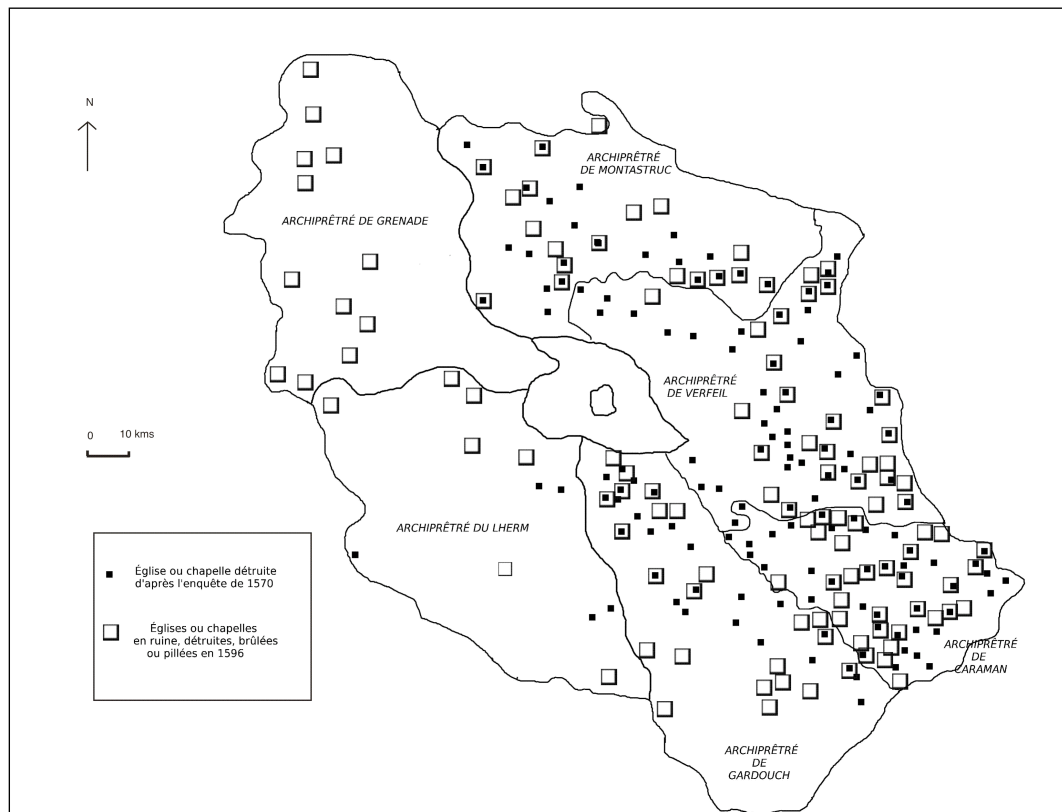 N
ARCHIPRÊTRÉ
DE MONTASTRUC
ARCHIPRÊTRÉ DE GRENADE
ARCHIPRÊTRÉ
DE VERFEIL
0 10 kms
ARCHIPRÊTRÉ DU LHERM
Église ou chapelle détruite
d'après l'enquête de 1570
Églises ou chapelles
en ruine, détruites, brûlées
ou pillées en 1596
ARCHIPRÊTRÉ
DE
CARAMAN
ARCHIPRÊTRÉ
DE
GARDOUCH